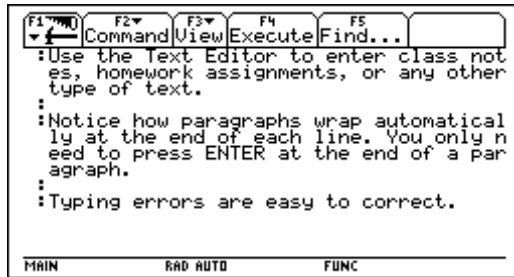 F1 F2 F3 F4 F5
Command View Execute Find...
:Use the Text Editor to enter class not
es, homework assignments, or any other
type of text.
:
:Notice how paragraphs wrap automatical
ly at the end of each line. You only n
eed to press ENTER at the end of a par
agraph.
:
:Typing errors are easy to correct.
MAIN RAD AUTO FUNC